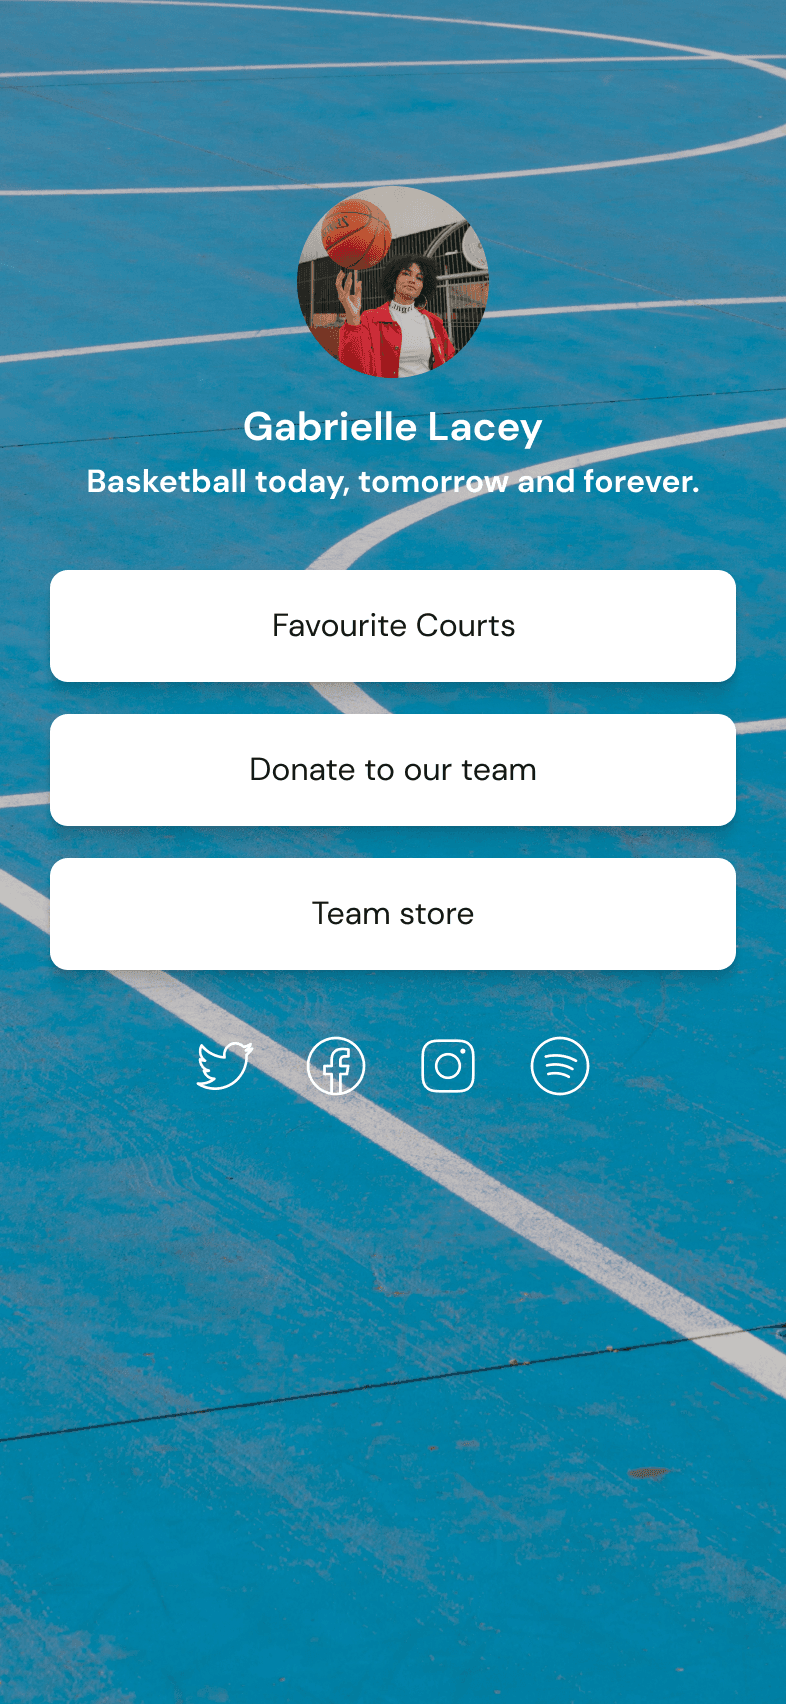 Gabrielle Lacey
Basketball today, tomorrow and forever.
Favourite Courts
Donate to our team
Team store